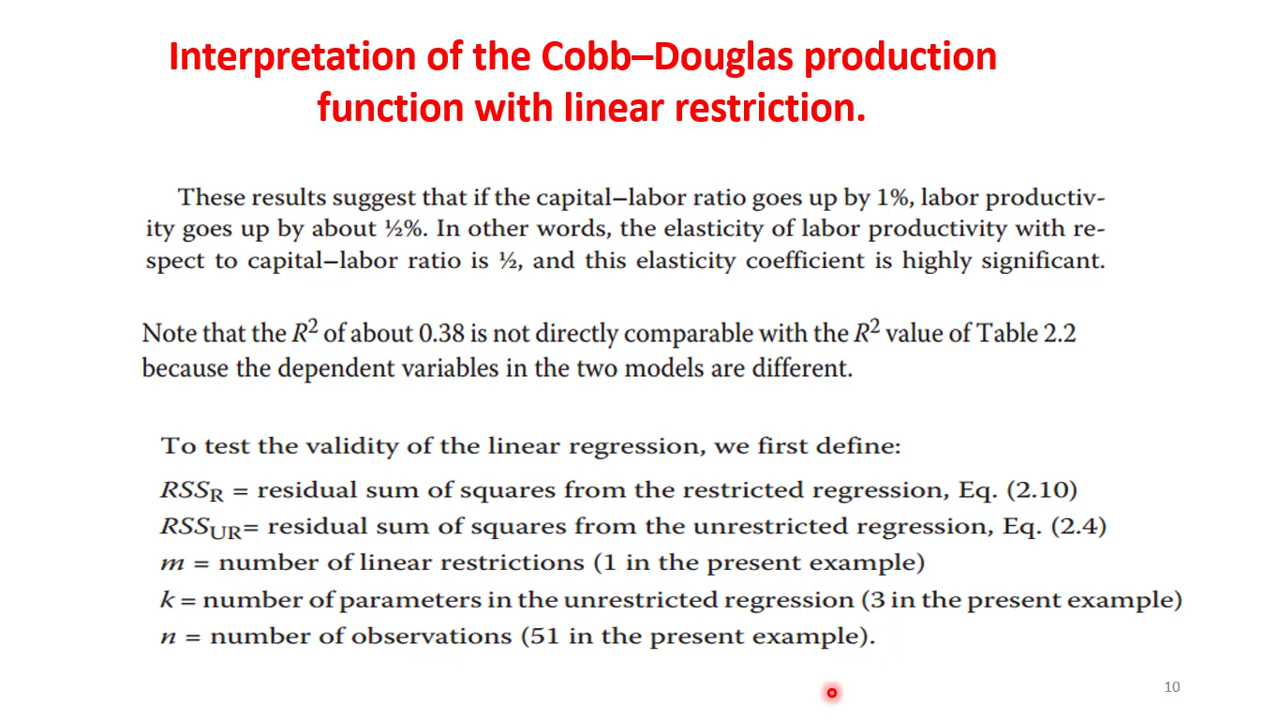 Interpretation of the Cobb–Douglas production
function with linear restriction.
These results suggest that if the capital–labor ratio goes up by 1%, labor productiv-
ity goes up by about ½%. In other words, the elasticity of labor productivity with re-
spect to capital–labor ratio is ½, and this elasticity coefficient is highly significant.
Note that the R² of about 0.38 is not directly comparable with the R² value of Table 2.2
because the dependent variables in the two models are different.
To test the validity of the linear regression, we first define:
RSS_R = residual sum of squares from the restricted regression, Eq. (2.10)
RSS_UR= residual sum of squares from the unrestricted regression, Eq. (2.4)
m = number of linear restrictions (1 in the present example)
k = number of parameters in the unrestricted regression (3 in the present example)
n = number of observations (51 in the present example).
10